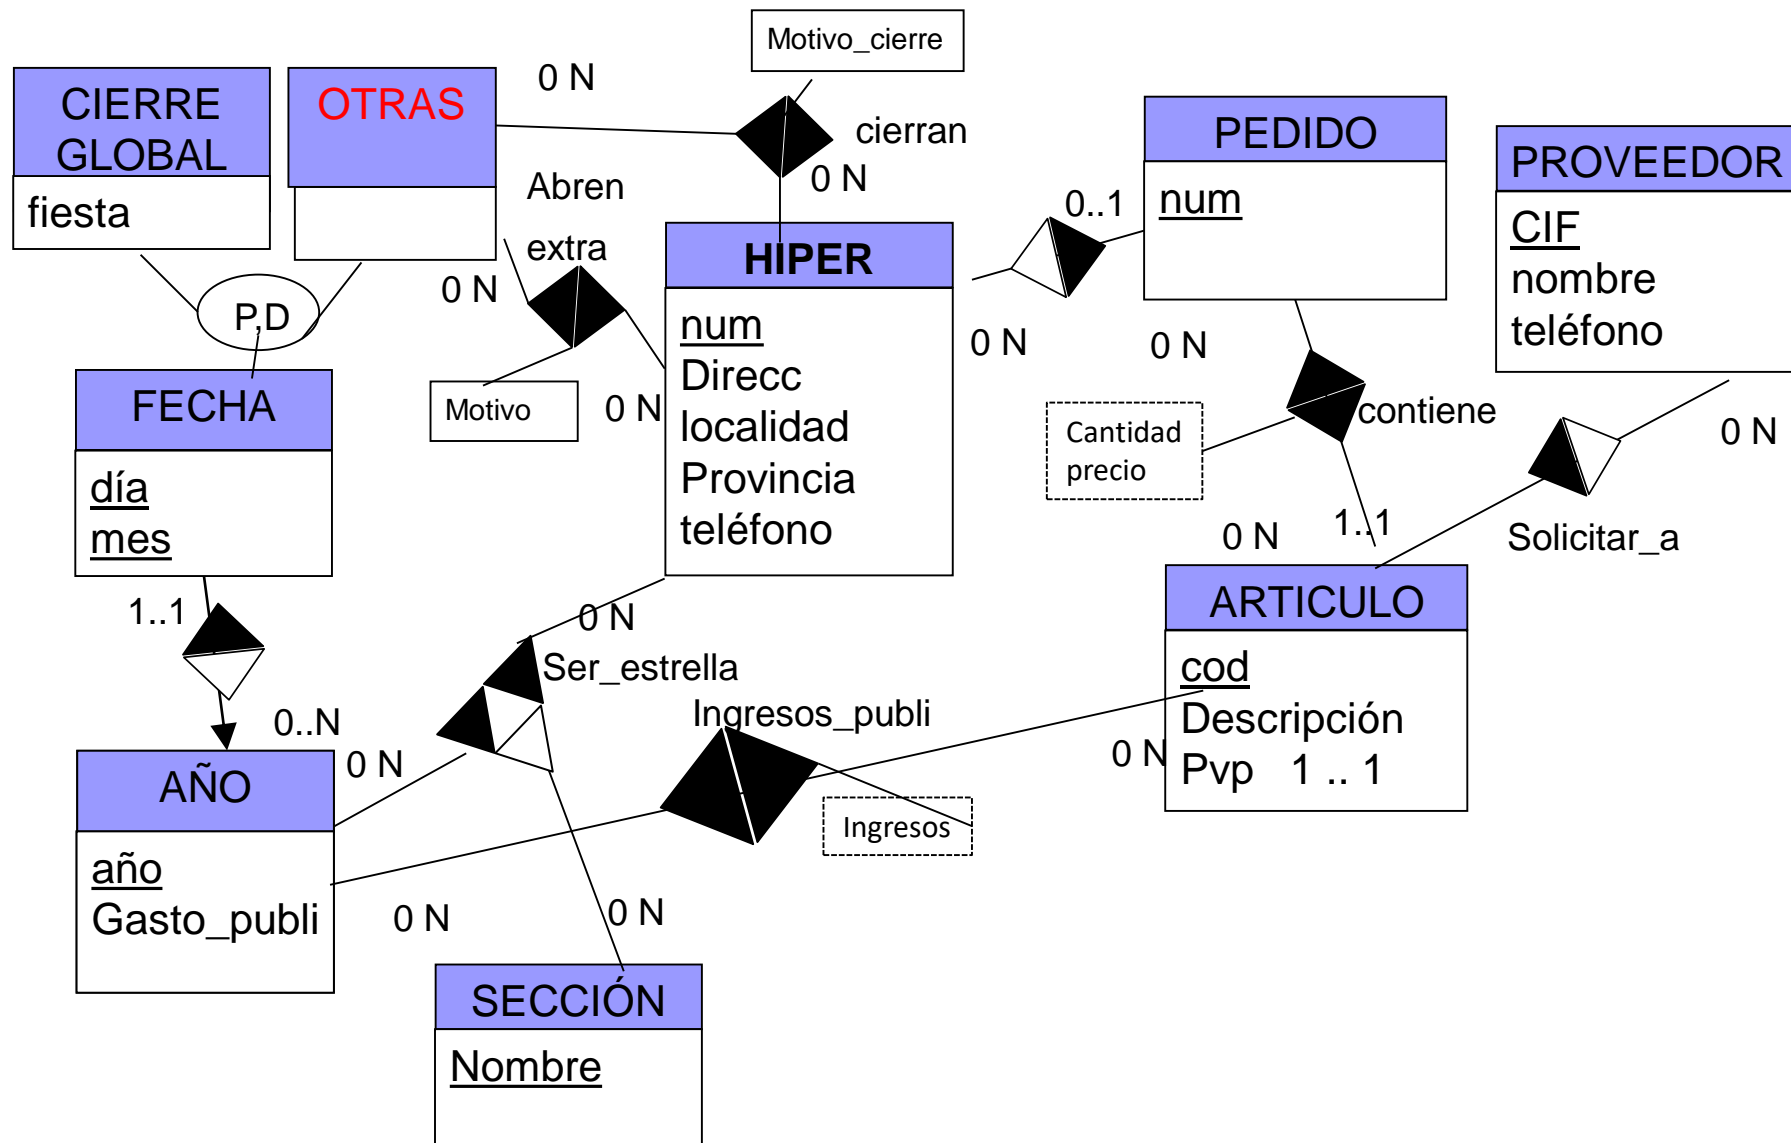 Motivo_cierre
0 N
CIERRE
GLOBAL
fiesta
OTRAS
cierran
0 N
PEDIDO
num
PROVEEDOR
CIF
nombre
teléfono
Abren
extra
0 N
0..1
HIPER
num
Direcc
localidad
Provincia
teléfono
P,D
0 N
0 N
FECHA
día
mes
Motivo
0 N
Cantidad
precio
contiene
0 N
1..1
0 N
1..1
Solicitar_a
0 N
Ser_estrella
ARTICULO
cod
Descripción
Pvp 1 .. 1
Ingresos_publi
0..N
0 N
0 N
AÑO
año
Gasto_publi
Ingresos
0 N
0 N
SECCIÓN
Nombre